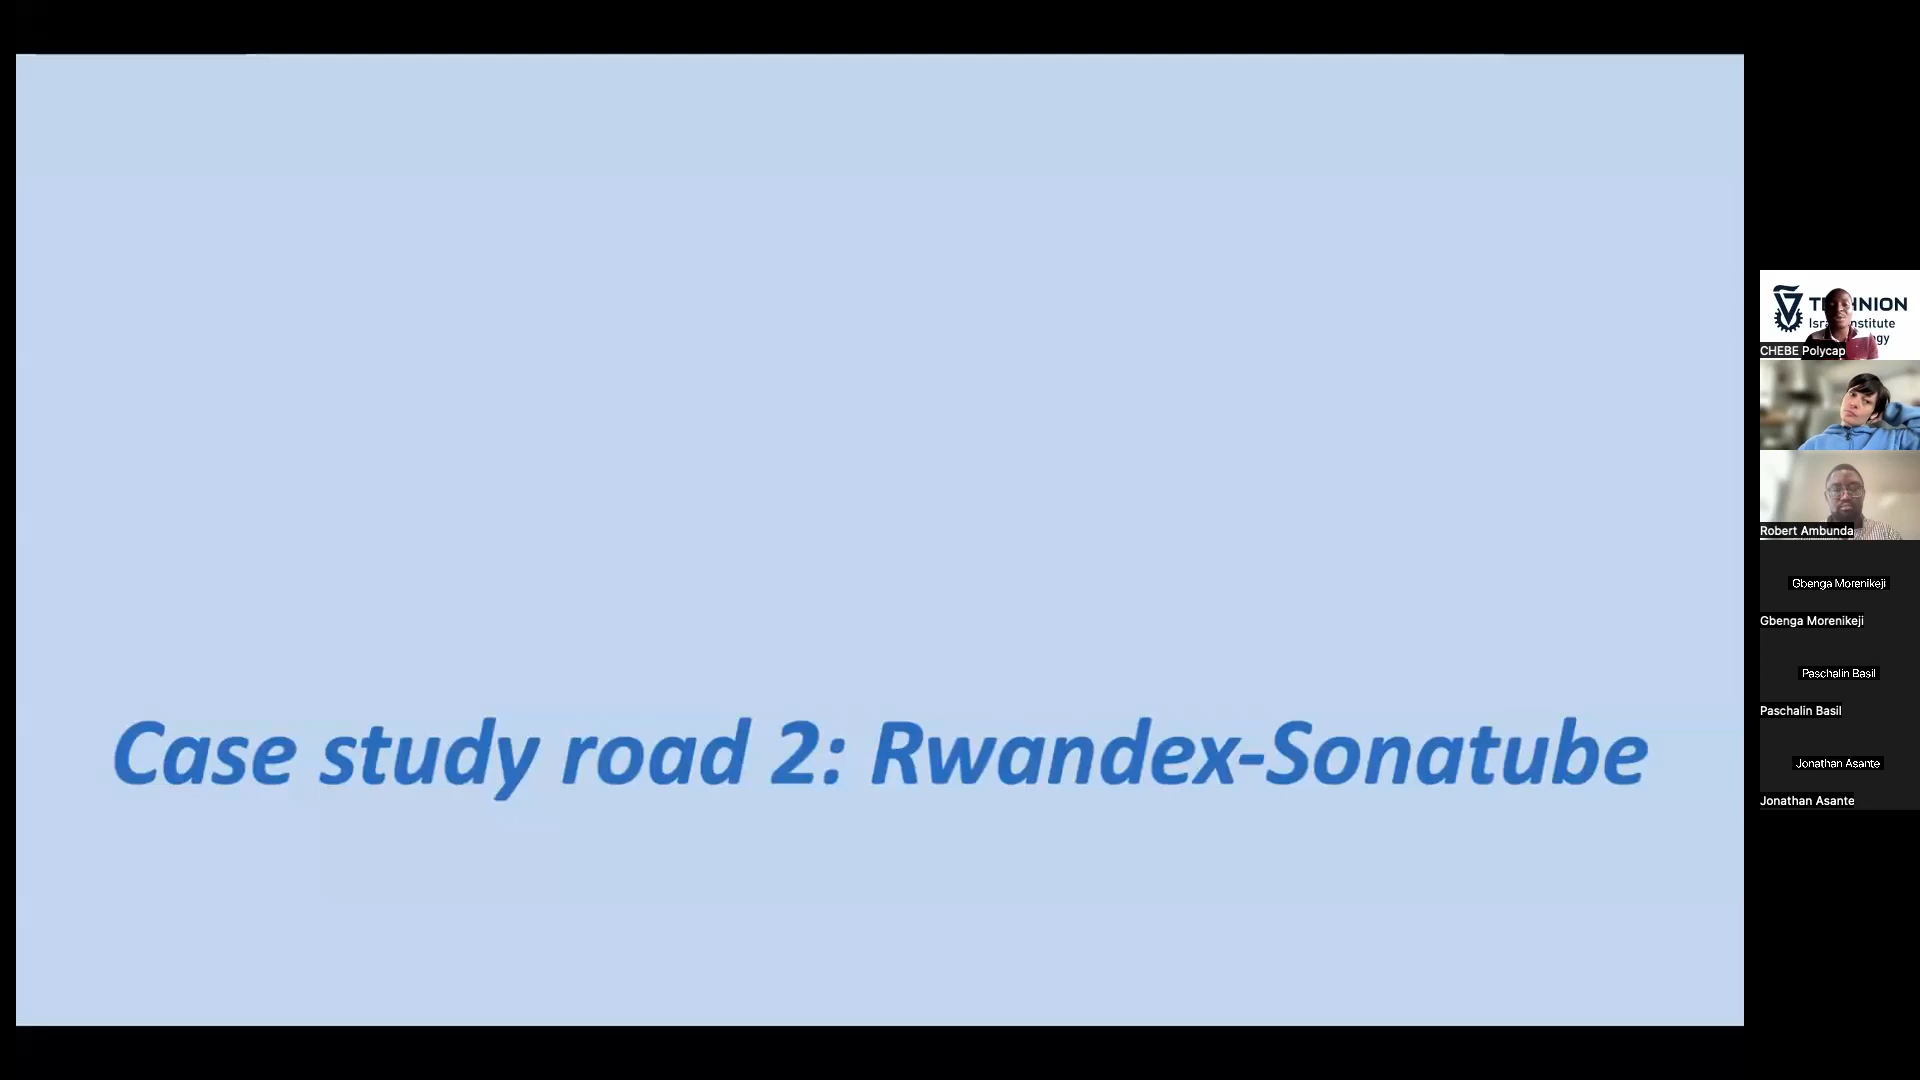 Case study road 2: Rwandex-Sonatube
CHEBE Polycap
Robert Ambunda
Gbenga Morenikeji
Gbenga Morenikeji
Paschalin Basil
Paschalin Basil
Jonathan Asante
Jonathan Asante